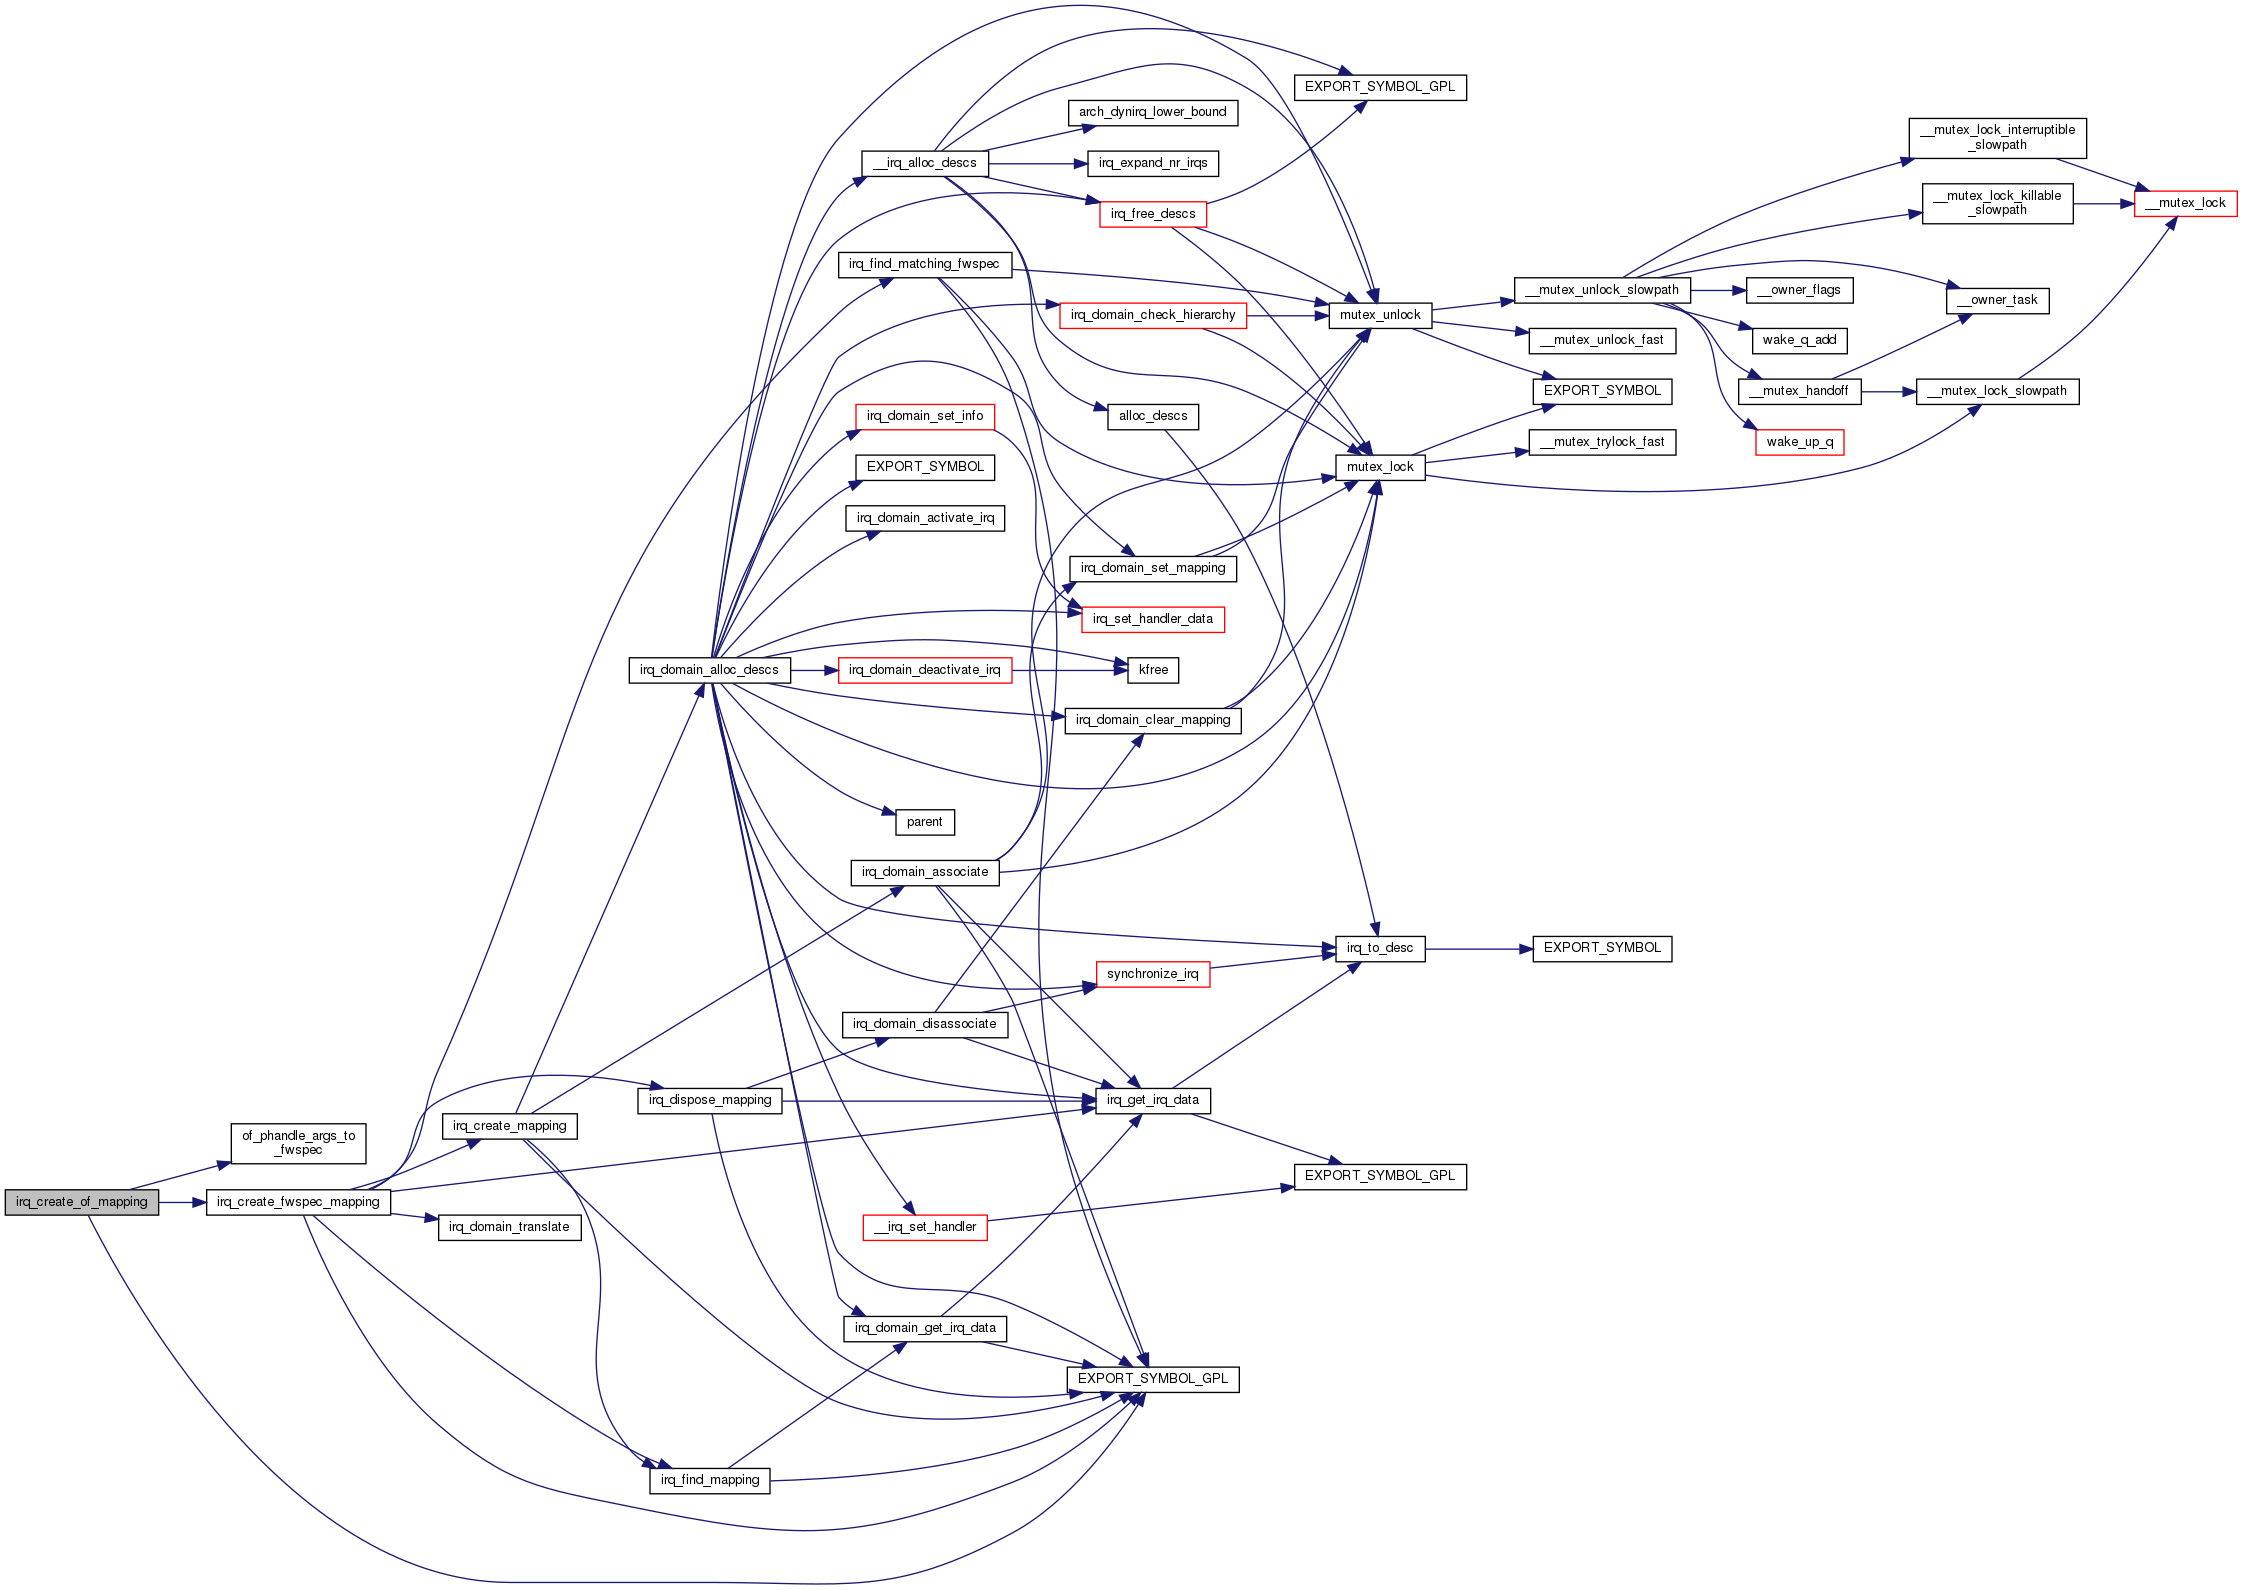 EXPORT_SYMBOL_GPL
arch_dynirq_lower_bound
__mutex_lock_interruptible
_slowpath
__irq_alloc_descs
irq_expand_nr_irqs
__mutex_lock_killable
_slowpath
__mutex_lock
irq_free_descs
irq_find_matching_fwspec
__mutex_unlock_slowpath
__owner_flags
__owner_task
irq_domain_check_hierarchy
mutex_unlock
__mutex_unlock_fast
wake_q_add
EXPORT_SYMBOL
__mutex_handoff
__mutex_lock_slowpath
irq_domain_set_info
alloc_descs
__mutex_trylock_fast
wake_up_q
EXPORT_SYMBOL
mutex_lock
irq_domain_activate_irq
irq_domain_set_mapping
irq_set_handler_data
irq_domain_alloc_descs
irq_domain_deactivate_irq
kfree
irq_domain_clear_mapping
parent
irq_domain_associate
irq_to_desc
EXPORT_SYMBOL
synchronize_irq
irq_domain_disassociate
irq_dispose_mapping
irq_get_irq_data
irq_create_mapping
of_phandle_args_to
_fwspec
EXPORT_SYMBOL_GPL
irq_create_of_mapping
irq_create_fwspec_mapping
irq_domain_translate
__irq_set_handler
irq_domain_get_irq_data
EXPORT_SYMBOL_GPL
irq_find_mapping